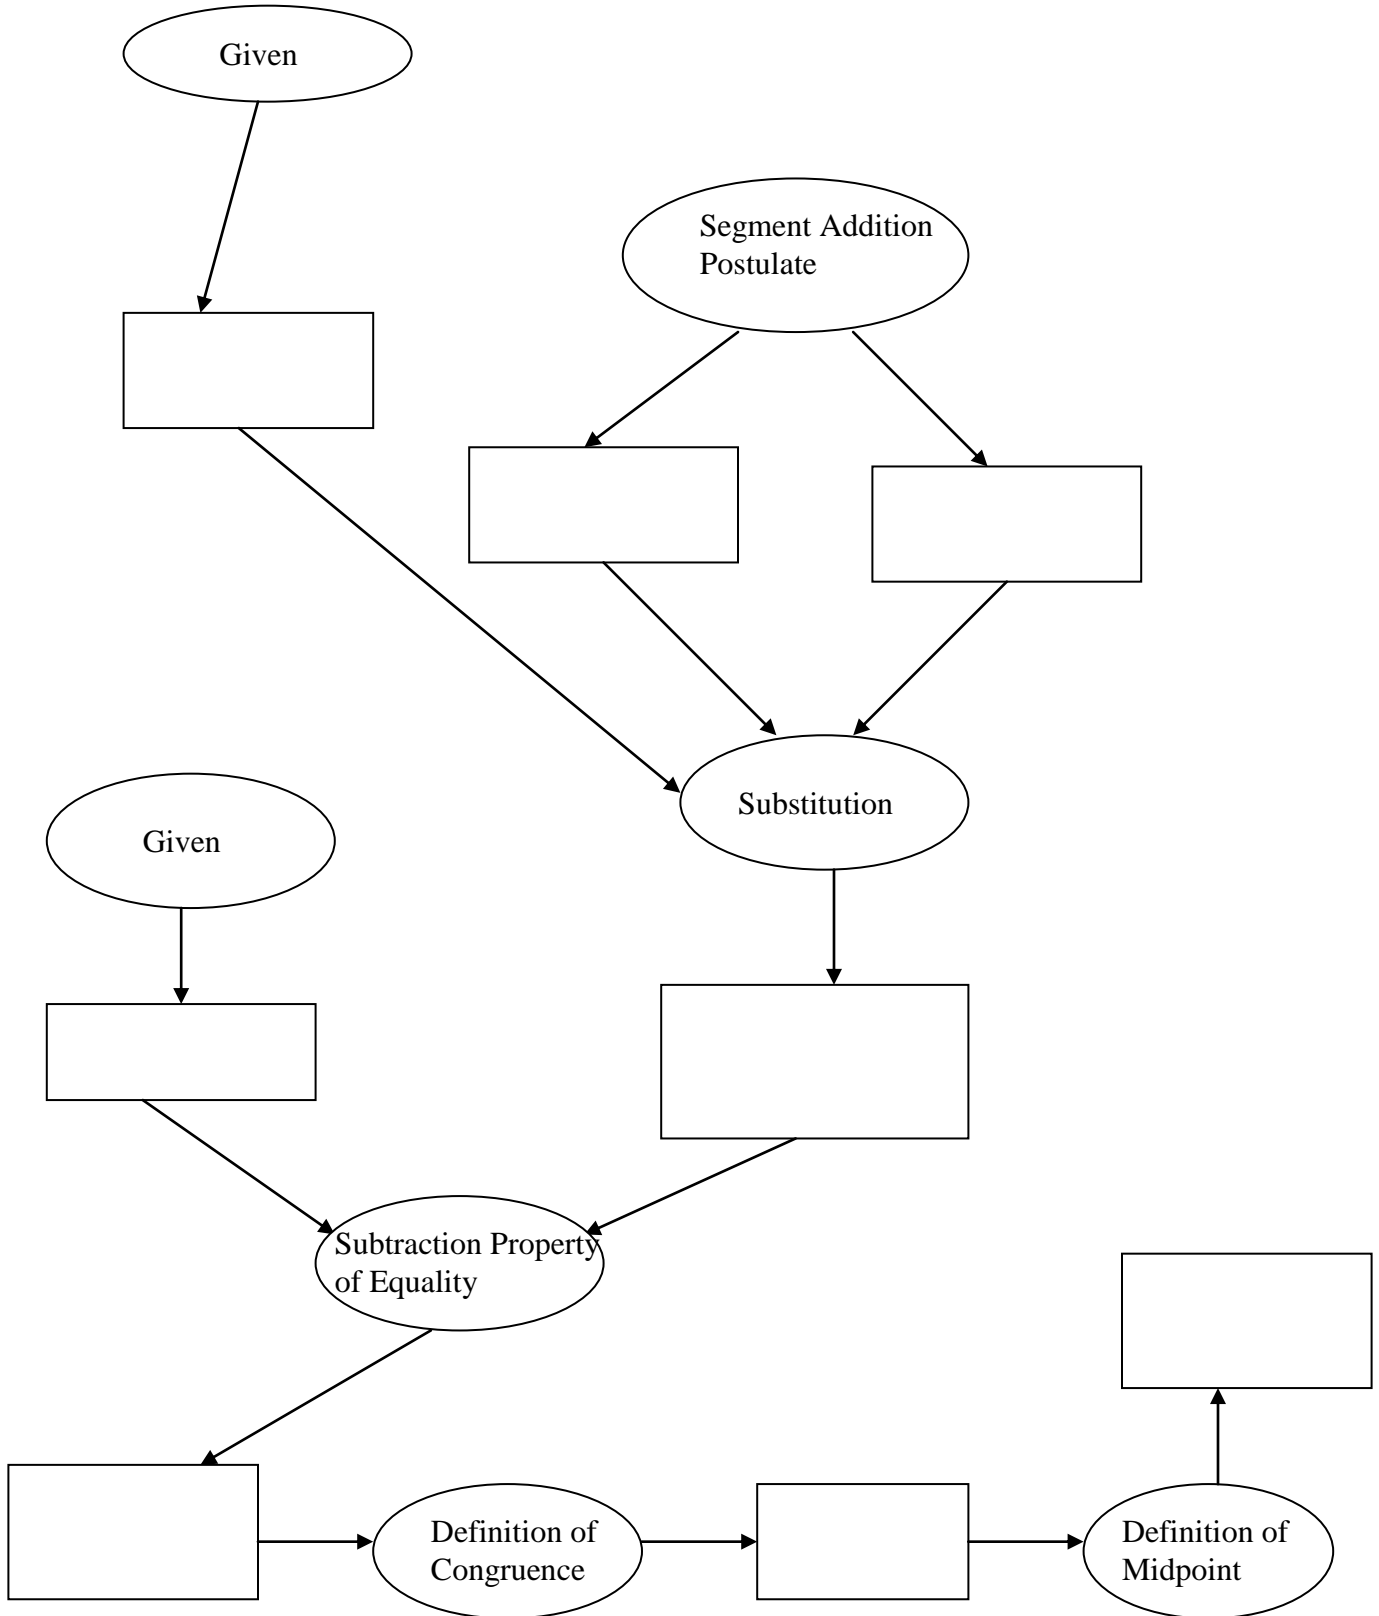 Given
Segment Addition
Postulate
Substitution
Given
Subtraction Property
of Equality
Definition of
Congruence
Definition of
Midpoint